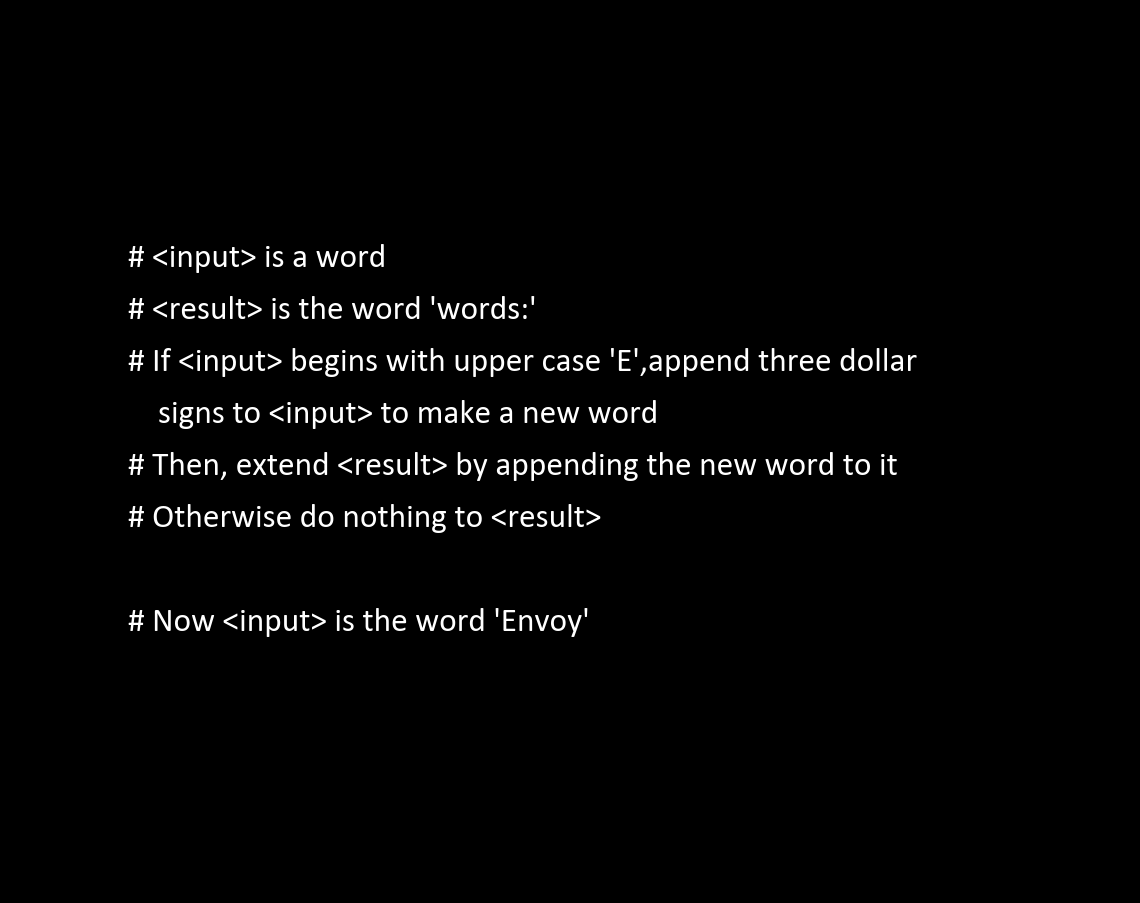 # <input> is a word
# <result> is the word 'words:'
# If <input> begins with upper case 'E',append three dollar
signs to <input> to make a new word
# Then, extend <result> by appending the new word to it
# Otherwise do nothing to <result>
# Now <input> is the word 'Envoy'